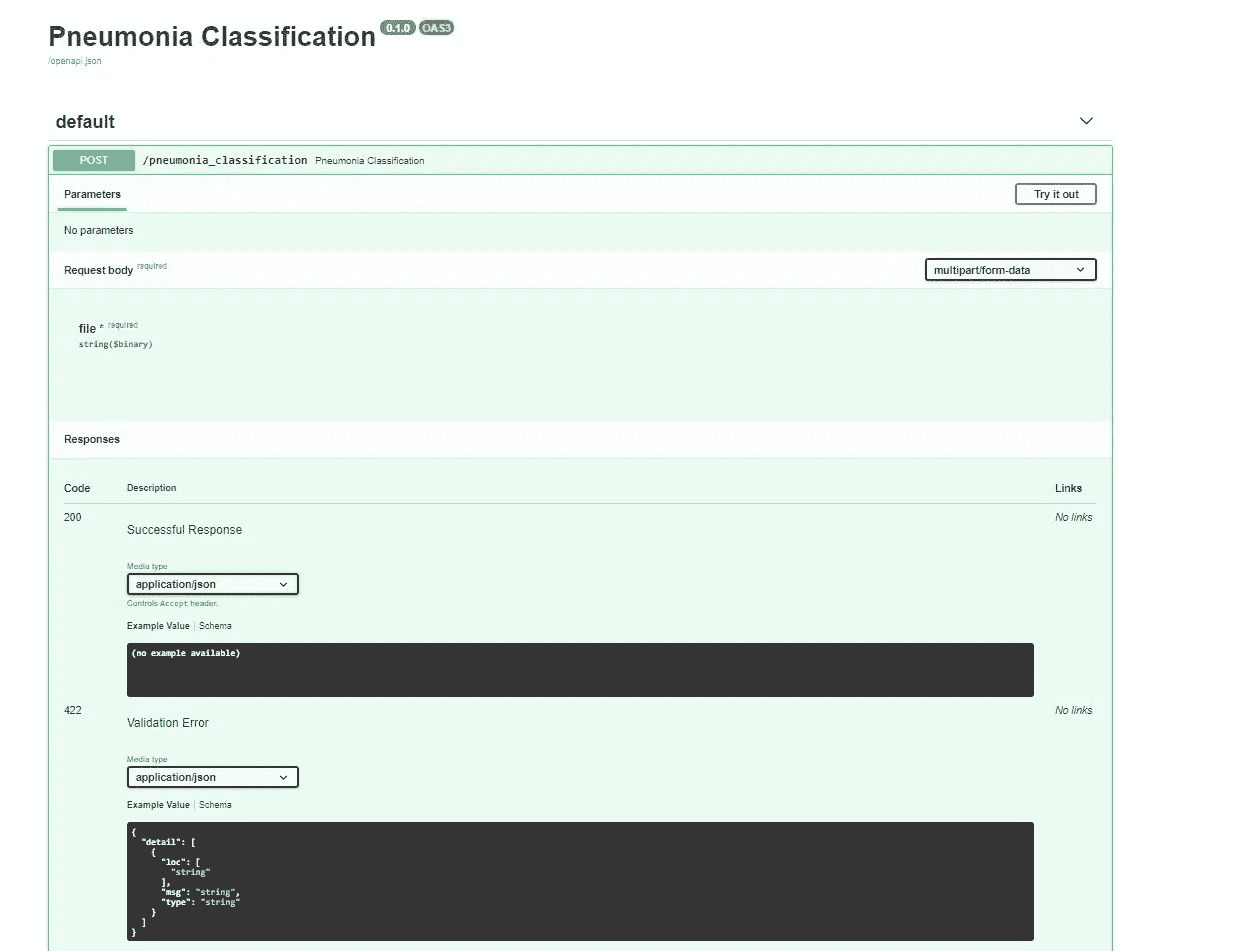 Pneumonia Classification 0.1.0 OAS3
/openapi.json
default
POST /pneumonia_classification Pneumonia Classification
Parameters Try it out
No parameters
Request body required multipart/form-data
file * required
string($binary)
Responses
Code Description Links
200 No links
Successful Response
Media type
application/json
Controls Accept header.
Example Value | Schema
(no example available)
422 No links
Validation Error
Media type
application/json
Example Value | Schema
{
"detail": [
{
"loc": [
"string"
],
"msg": "string",
"type": "string"
}
]
}